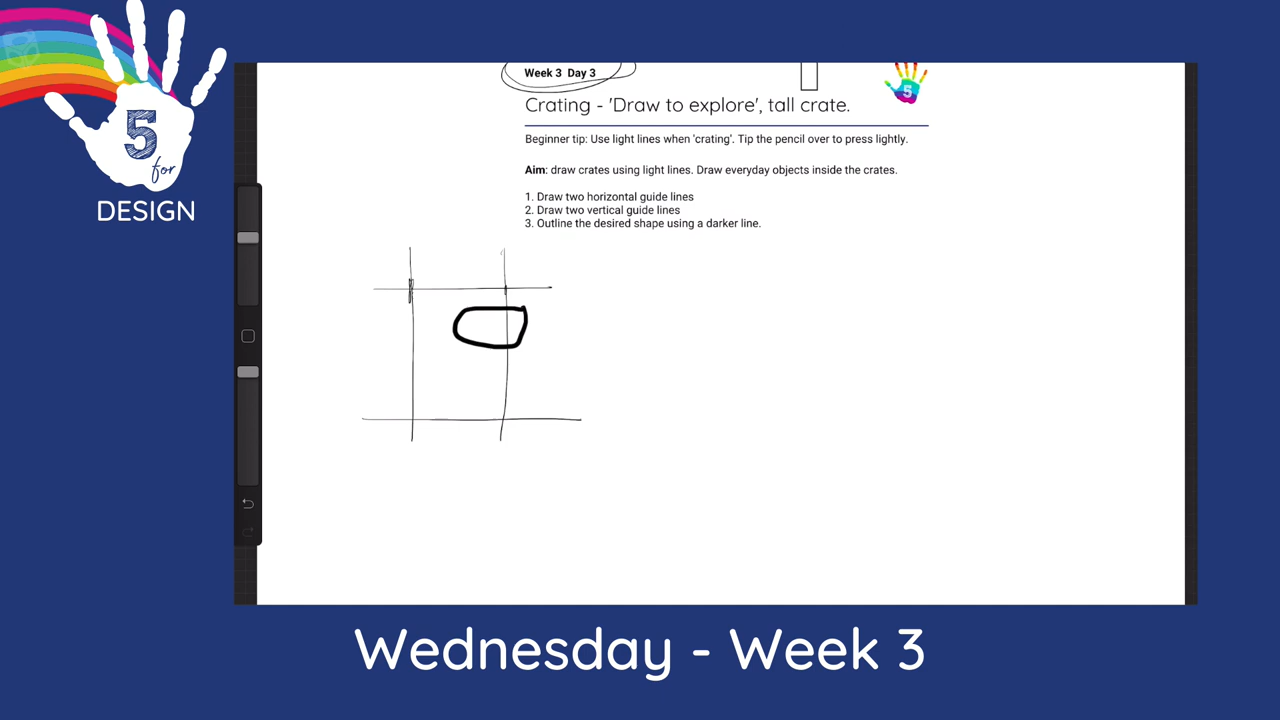 5
for
DESIGN
Week 3 Day 3
5
Crating - 'Draw to explore', tall crate.
Beginner tip: Use light lines when 'crating'. Tip the pencil over to press lightly.
Aim: draw crates using light lines. Draw everyday objects inside the crates.
1. Draw two horizontal guide lines
2. Draw two vertical guide lines
3. Outline the desired shape using a darker line.
Wednesday - Week 3